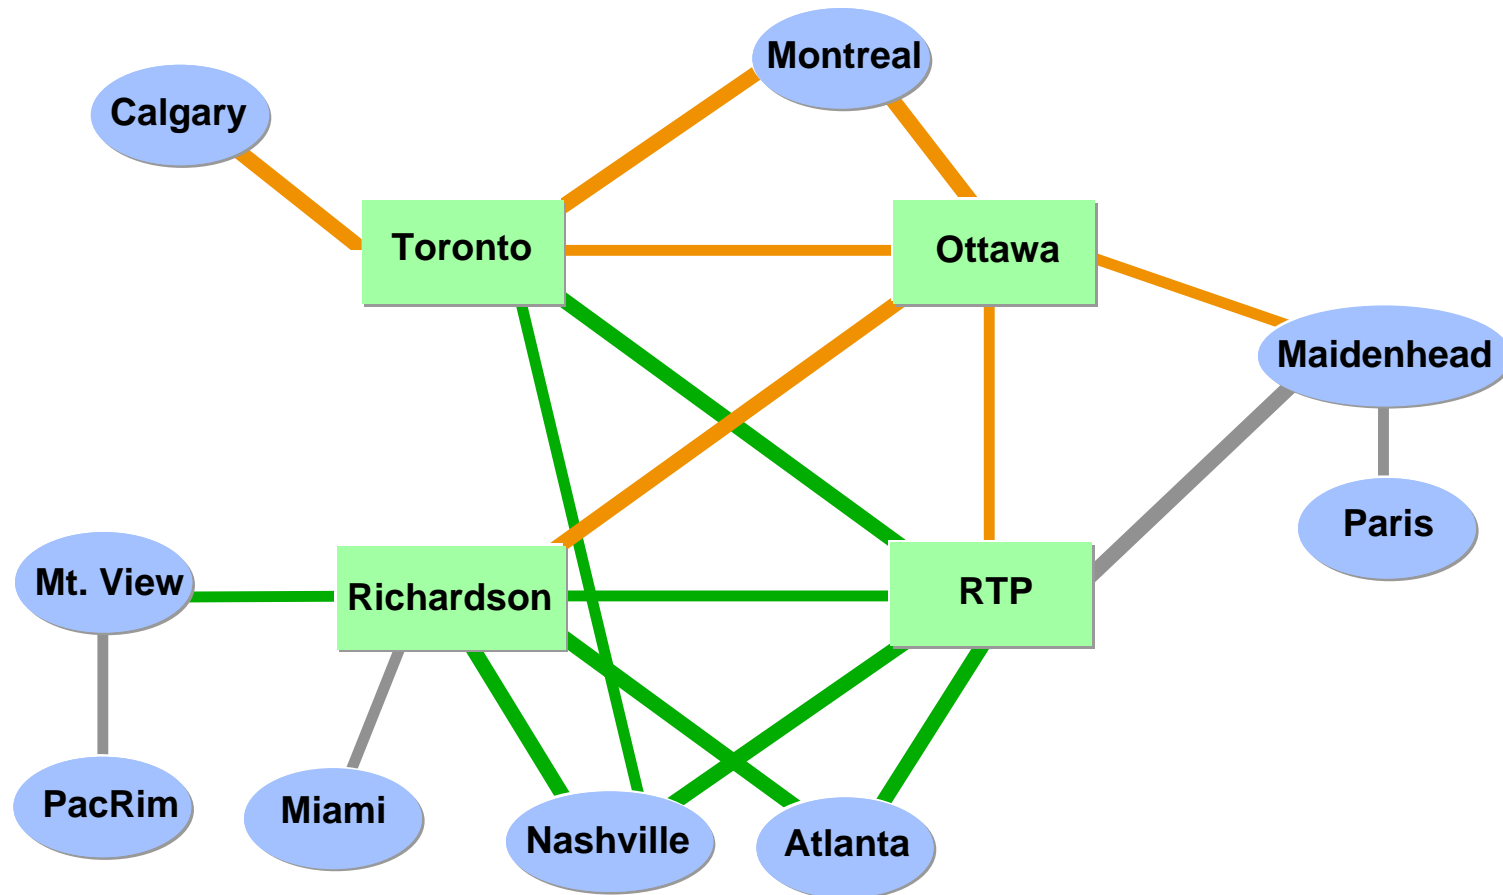 Montreal
Calgary
Toronto
Ottawa
Maidenhead
Paris
Mt. View
Richardson
RTP
PacRim
Miami
Nashville
Atlanta